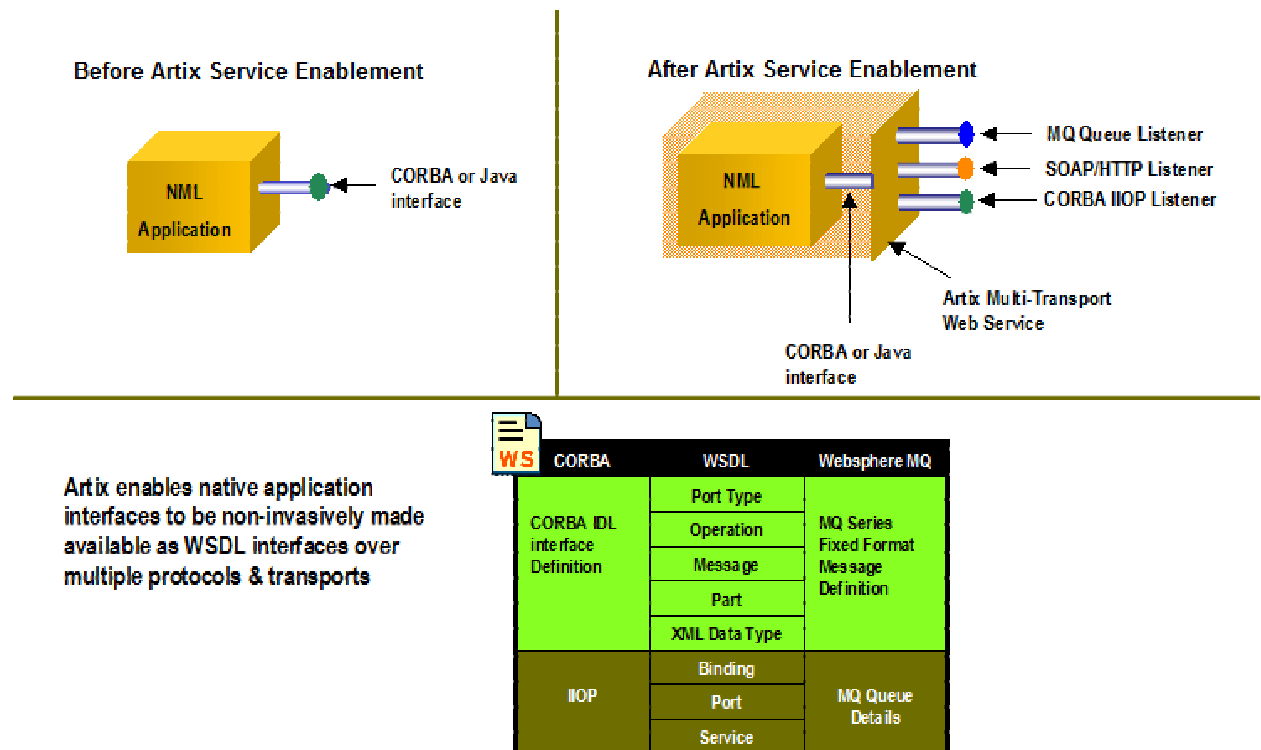 Before Artix Service Enablement
NML
Application
CORBA or Java
interface
After Artix Service Enablement
NML
Application
MQ Queue Listener
SOAP/HTTP Listener
CORBA IIOP Listener
Artix Multi-Transport
Web Service
CORBA or Java
interface
Artix enables native application
interfaces to be non-invasively made
available as WSDL interfaces over
multiple protocols & transports
WS
CORBA
WSDL
Websphere MQ
CORBA IDL
interface
Definition
Port Type
Operation
Message
Part
XML Data Type
MQ Series
Fixed Format
Message
Definition
IIOP
Binding
Port
Service
MQ Queue
Details